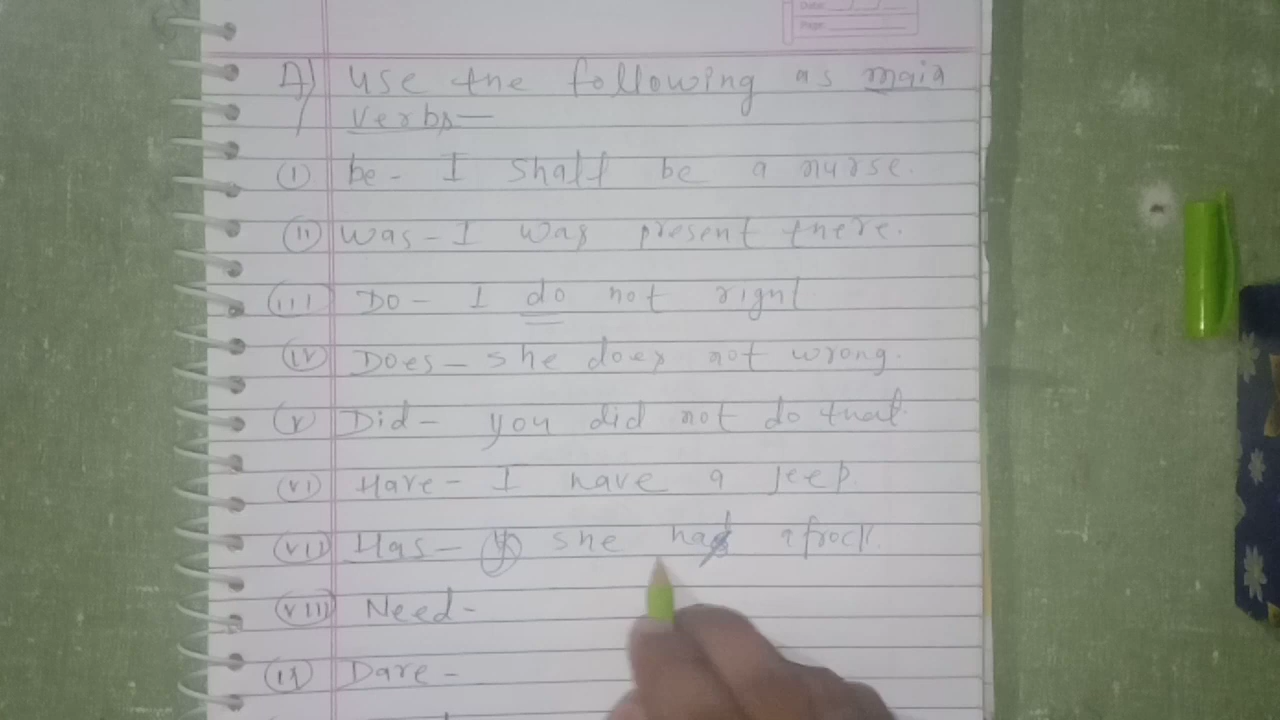 Date: / /
Page:
A) Use the following as main
verbs—
(i) be - I shall be a nurse.
(ii) Was - I was present there.
(iii) Do - I do not right
(iv) Does - she does not wrong.
(v) Did - you did not do that.
(vi) Have - I have a jeep.
(vii) Has - she a frock.
(viii) Need -
Dare -